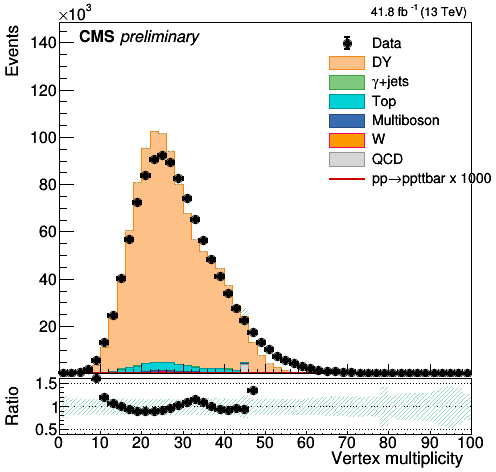 ×10³
41.8 fb⁻¹ (13 TeV)
CMS preliminary
Events
140
120
100
80
60
40
20
Data
DY
γ+jets
Top
Multiboson
W
QCD
pp→ppttbar x 1000
Ratio
1.5
1
0.5
0 10 20 30 40 50 60 70 80 90 100
Vertex multiplicity